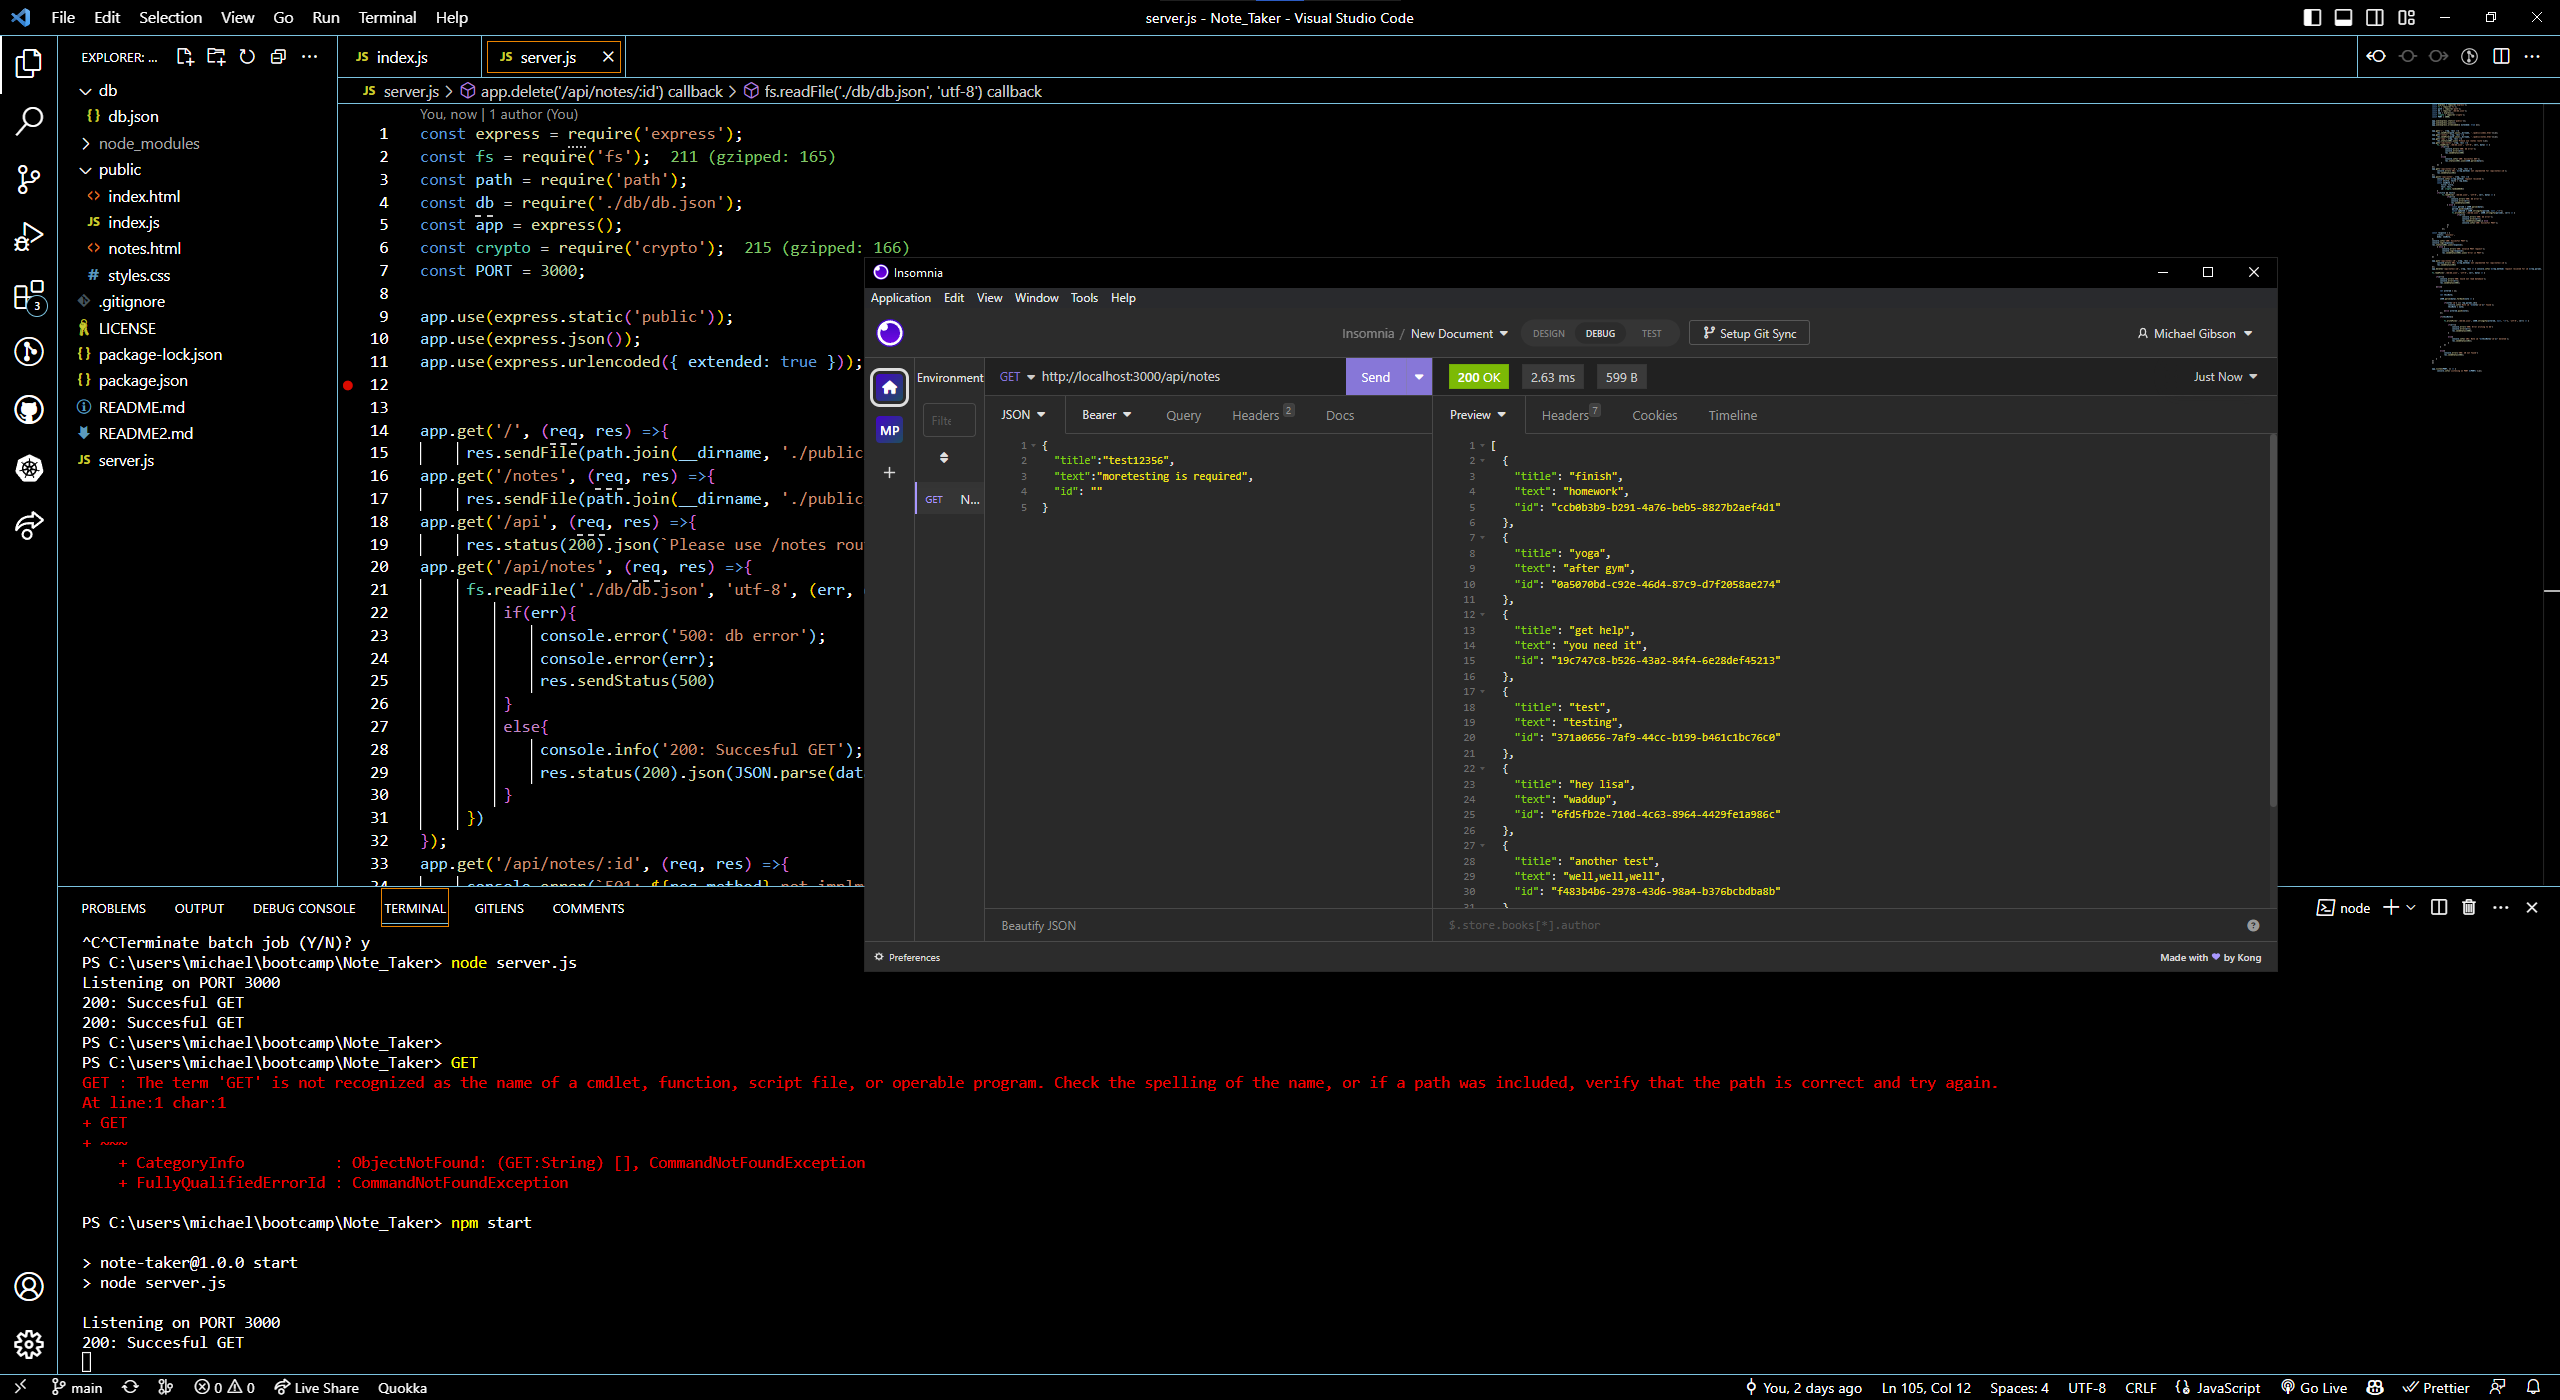 File Edit Selection View Go Run Terminal Help
server.js - Note_Taker - Visual Studio Code
EXPLORER: ...
JS index.js
JS server.js
JS server.js > app.delete('/api/notes/:id') callback > fs.readFile('./db/db.json', 'utf-8') callback
db
{} db.json
node_modules
public
<> index.html
JS index.js
<> notes.html
# styles.css
.gitignore
LICENSE
{} package-lock.json
{} package.json
README.md
README2.md
JS server.js
3
You, now | 1 author (You)
1 const express = require('express');
2 const fs = require('fs'); 211 (gzipped: 165)
3 const path = require('path');
4 const db = require('./db/db.json');
5 const app = express();
6 const crypto = require('crypto'); 215 (gzipped: 166)
7 const PORT = 3000;
8
9 app.use(express.static('public'));
10 app.use(express.json());
11 app.use(express.urlencoded({ extended: true }));
12
13
14 app.get('/', (req, res) =>{
15 res.sendFile(path.join(__dirname, './public
16 app.get('/notes', (req, res) =>{
17 res.sendFile(path.join(__dirname, './public
18 app.get('/api', (req, res) =>{
19 res.status(200).json(`Please use /notes rou
20 app.get('/api/notes', (req, res) =>{
21 fs.readFile('./db/db.json', 'utf-8', (err,
22 if(err){
23 console.error('500: db error');
24 console.error(err);
25 res.sendStatus(500)
26 }
27 else{
28 console.info('200: Succesful GET');
29 res.status(200).json(JSON.parse(dat
30 }
31 })
32 });
33 app.get('/api/notes/:id', (req, res) =>{
34 console.error(`501: ${req.method} not implm
Insomnia
Application Edit View Window Tools Help
Insomnia / New Document
DESIGN DEBUG TEST
Setup Git Sync
Michael Gibson
MP
Environment
Filte
GET N...
GET http://localhost:3000/api/notes
Send
200 OK 2.63 ms 599 B
Just Now
JSON Bearer Query Headers 2 Docs
Preview Headers 7 Cookies Timeline
1 {
2 "title":"test12356",
3 "text":"moretesting is required",
4 "id": ""
5 }
1 [
2 {
3 "title": "finish",
4 "text": "homework",
5 "id": "ccb0b3b9-b291-4a76-beb5-8827b2aef4d1"
6 },
7 {
8 "title": "yoga",
9 "text": "after gym",
10 "id": "0a5070bd-c92e-46d4-87c9-d7f2058ae274"
11 },
12 {
13 "title": "get help",
14 "text": "you need it",
15 "id": "19c747c8-b526-43a2-84f4-6e28def45213"
16 },
17 {
18 "title": "test",
19 "text": "testing",
20 "id": "371a0656-7af9-44cc-b199-b461c1bc76c0"
21 },
22 {
23 "title": "hey lisa",
24 "text": "waddup",
25 "id": "6fd5fb2e-710d-4c63-8964-4429fe1a986c"
26 },
27 {
28 "title": "another test",
29 "text": "well,well,well",
30 "id": "f483b4b6-2978-43d6-98a4-b376bcbdba8b"
31 }
Beautify JSON
$.store.books[*].author
Preferences
Made with ♥ by Kong
PROBLEMS OUTPUT DEBUG CONSOLE TERMINAL GITLENS COMMENTS
node
^C^CTerminate batch job (Y/N)? y
PS C:\users\michael\bootcamp\Note_Taker> node server.js
Listening on PORT 3000
200: Succesful GET
200: Succesful GET
PS C:\users\michael\bootcamp\Note_Taker>
PS C:\users\michael\bootcamp\Note_Taker> GET
GET : The term 'GET' is not recognized as the name of a cmdlet, function, script file, or operable program. Check the spelling of the name, or if a path was included, verify that the path is correct and try again.
At line:1 char:1
+ GET
+ ~~~
+ CategoryInfo : ObjectNotFound: (GET:String) [], CommandNotFoundException
+ FullyQualifiedErrorId : CommandNotFoundException
PS C:\users\michael\bootcamp\Note_Taker> npm start
> note-taker@1.0.0 start
> node server.js
Listening on PORT 3000
200: Succesful GET
main 0 0 Live Share Quokka
You, 2 days ago Ln 105, Col 12 Spaces: 4 UTF-8 CRLF {} JavaScript Go Live Prettier